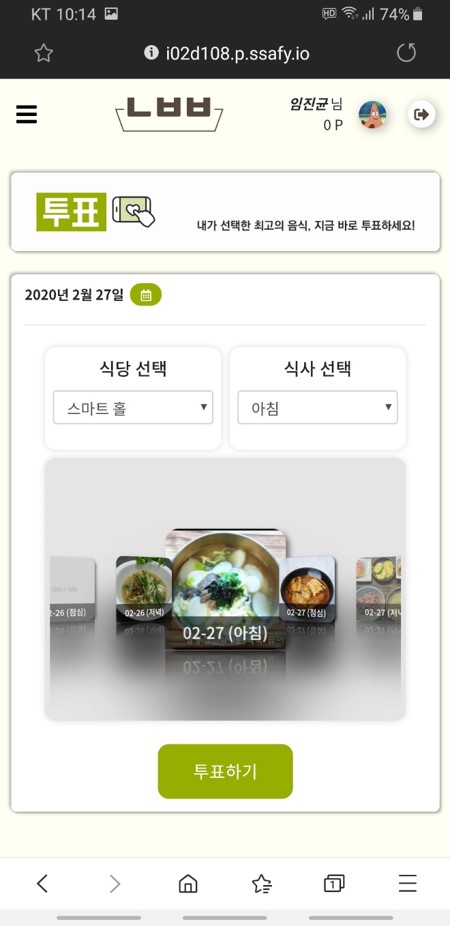 KT 10:14 HD 74%
i02d108.p.ssafy.io
ㄴㅂㅂ
임진균 님
0 P
투표
내가 선택한 최고의 음식, 지금 바로 투표하세요!
2020년 2월 27일
식당 선택 식사 선택
스마트 홀 아침
2-26 (점심) 02-26 (저녁) 02-27 (아침) 02-27 (점심) 02-27 (저녁
투표하기
1